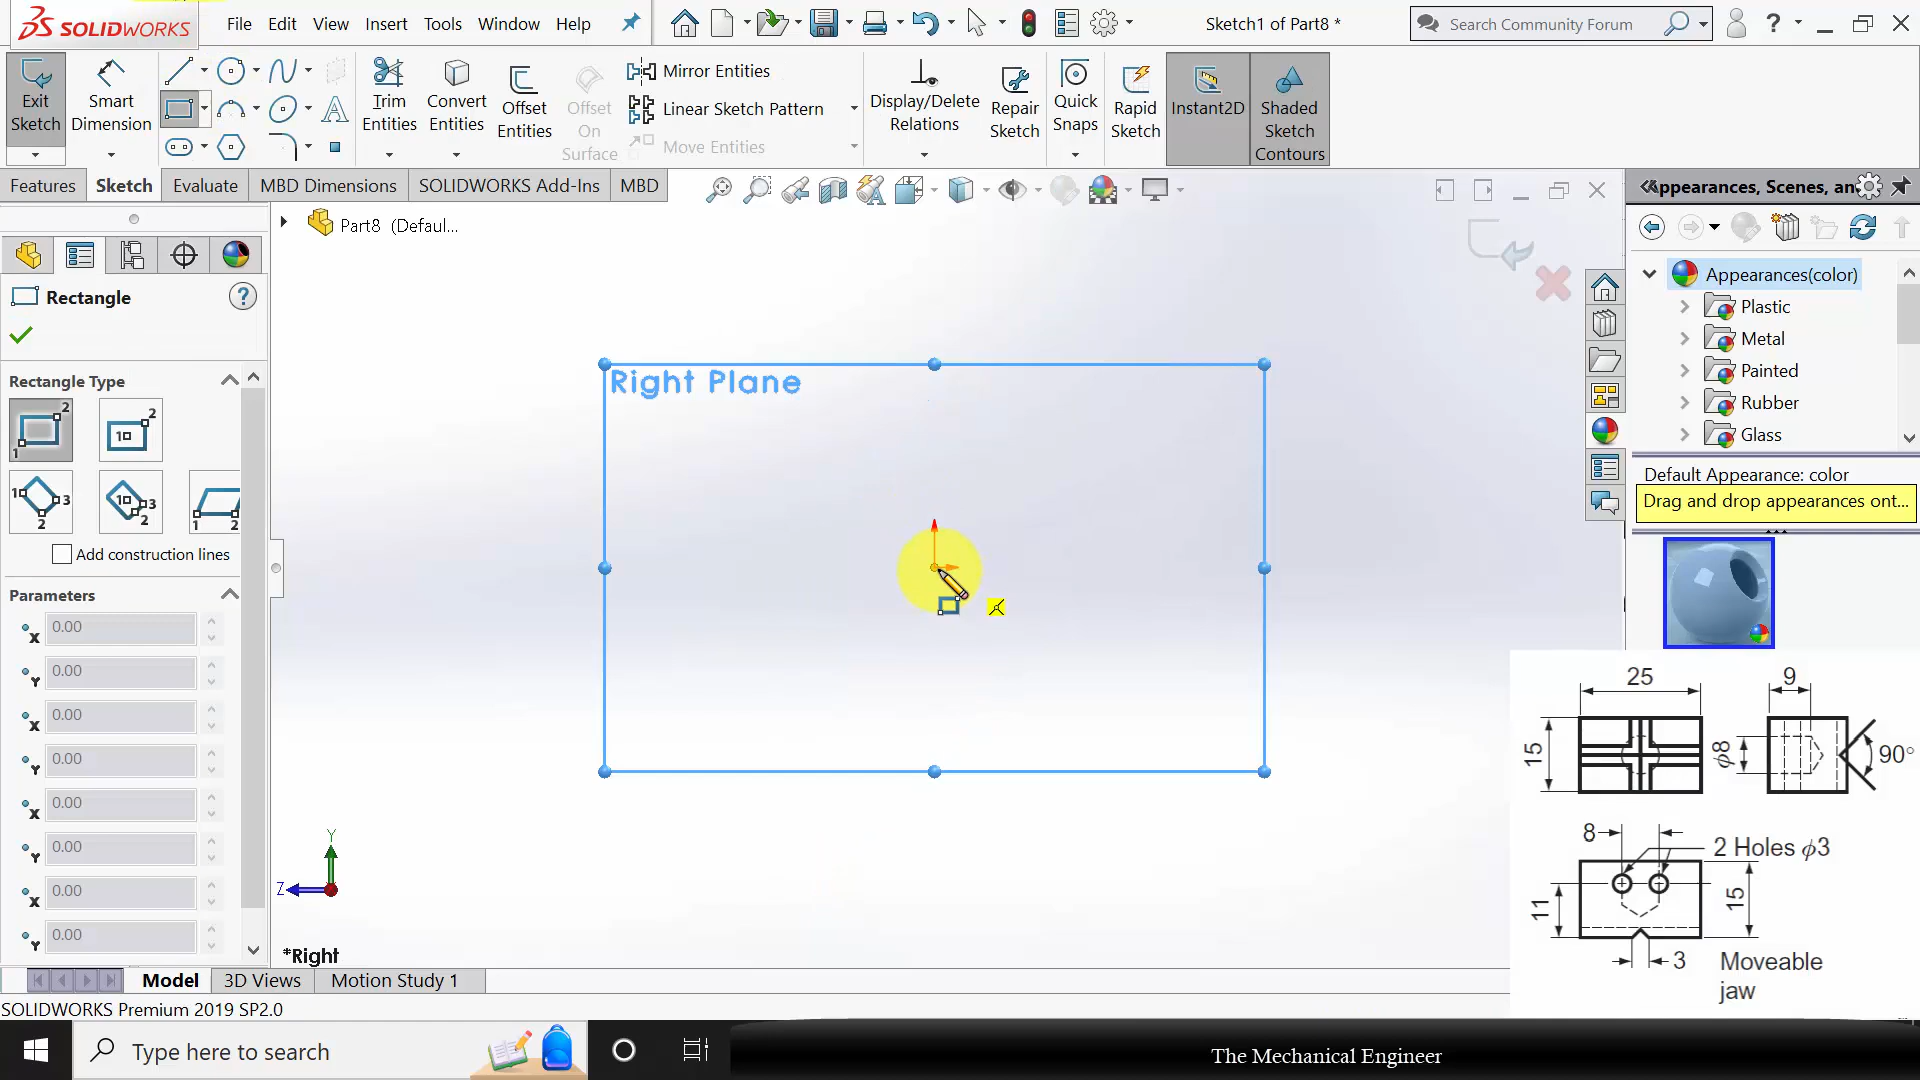 SOLIDWORKS
File Edit View Insert Tools Window Help
Sketch1 of Part8 *
Search Community Forum
?
Exit Sketch
Smart Dimension
Trim Entities
Convert Entities
Offset Entities
Offset On Surface
Mirror Entities
Linear Sketch Pattern
Move Entities
Display/Delete Relations
Repair Sketch
Quick Snaps
Rapid Sketch
Instant2D
Shaded Sketch Contours
Features Sketch Evaluate MBD Dimensions SOLIDWORKS Add-Ins MBD
Part8 (Defaul...
Rectangle
?
Rectangle Type
Add construction lines
Parameters
X 0.00
Y 0.00
X 0.00
Y 0.00
X 0.00
Y 0.00
X 0.00
Y 0.00
Right Plane
Y
Z
*Right
Appearances, Scenes, an
Appearances(color)
Plastic
Metal
Painted
Rubber
Glass
Default Appearance: color
Drag and drop appearances ont...
25
9
15
ϕ8
90°
8
2 Holes ϕ3
11
15
3
Moveable
jaw
Model 3D Views Motion Study 1
SOLIDWORKS Premium 2019 SP2.0
Type here to search
The Mechanical Engineer